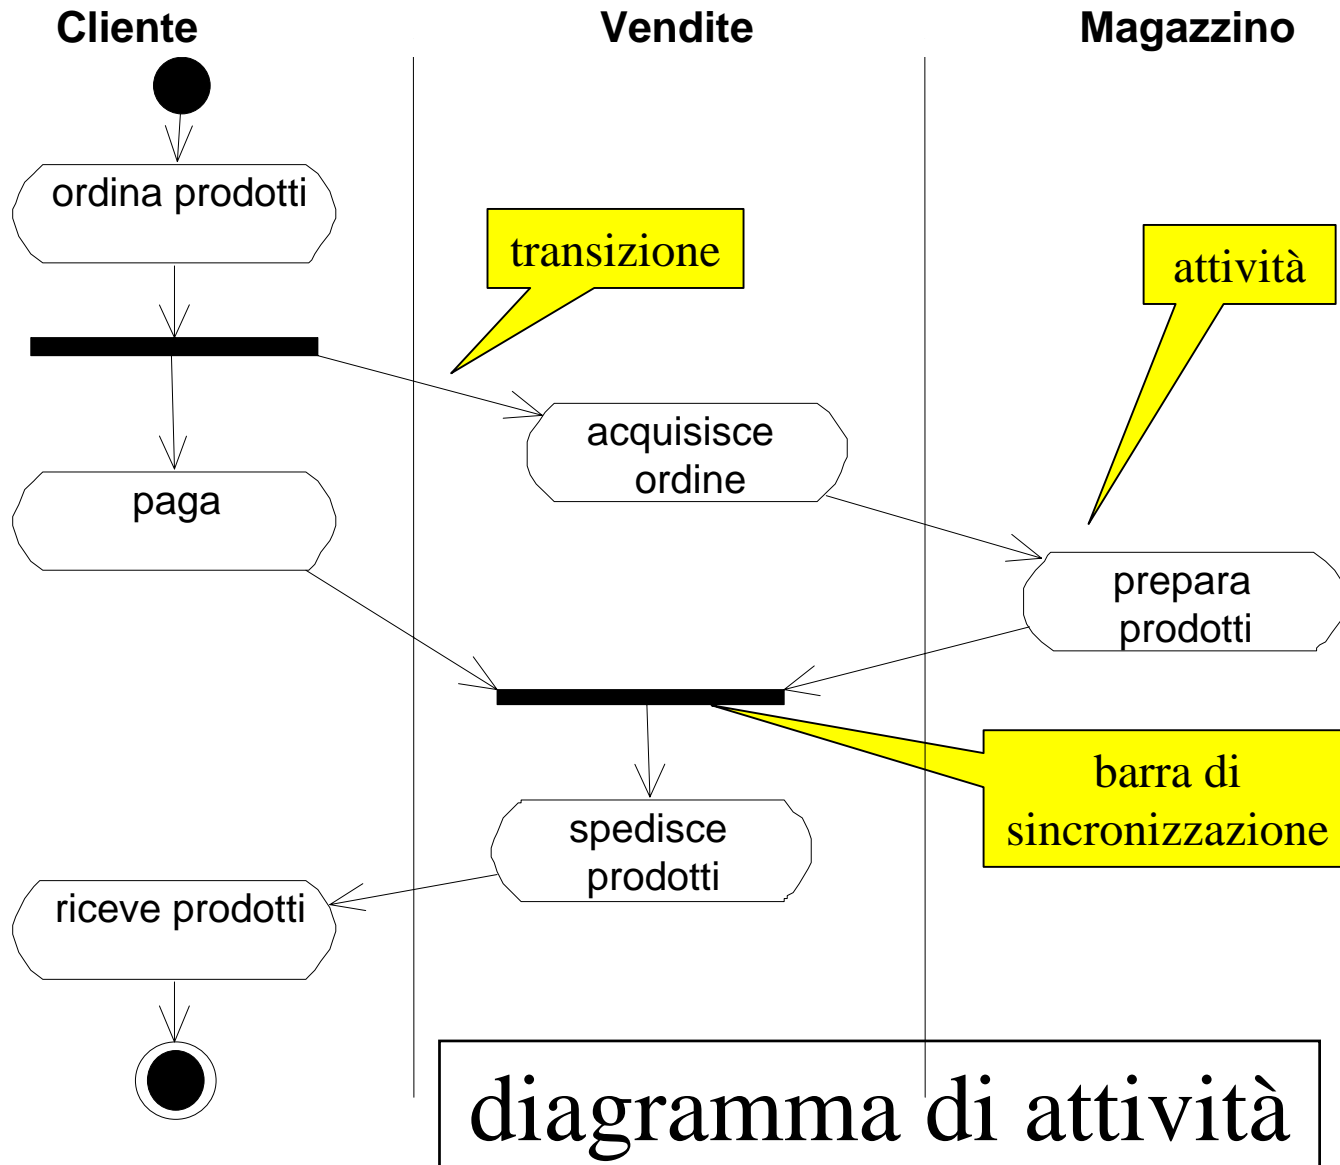 Cliente
Vendite
Magazzino
ordina prodotti
transizione
attività
acquisisce
ordine
paga
prepara
prodotti
barra di
sincronizzazione
spedisce
prodotti
riceve prodotti
diagramma di attività